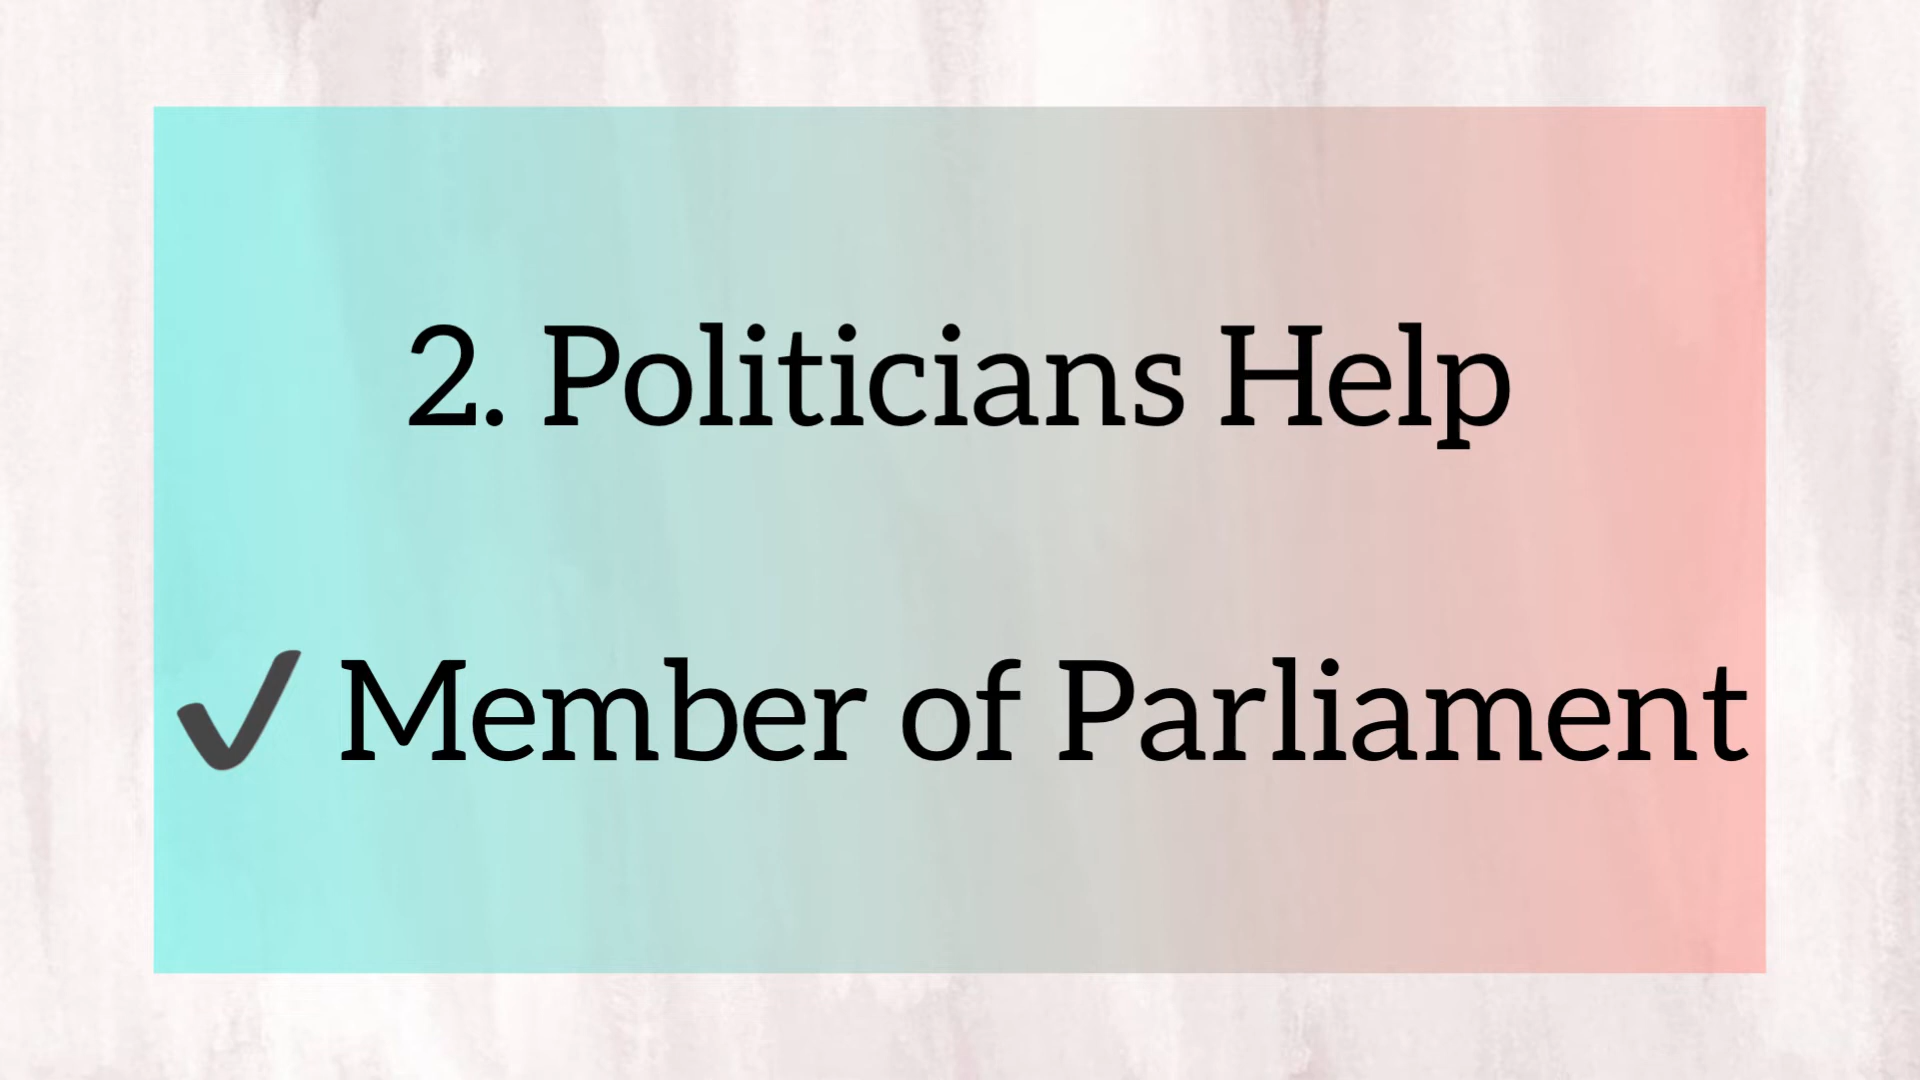 2. Politicians Help
✔ Member of Parliament